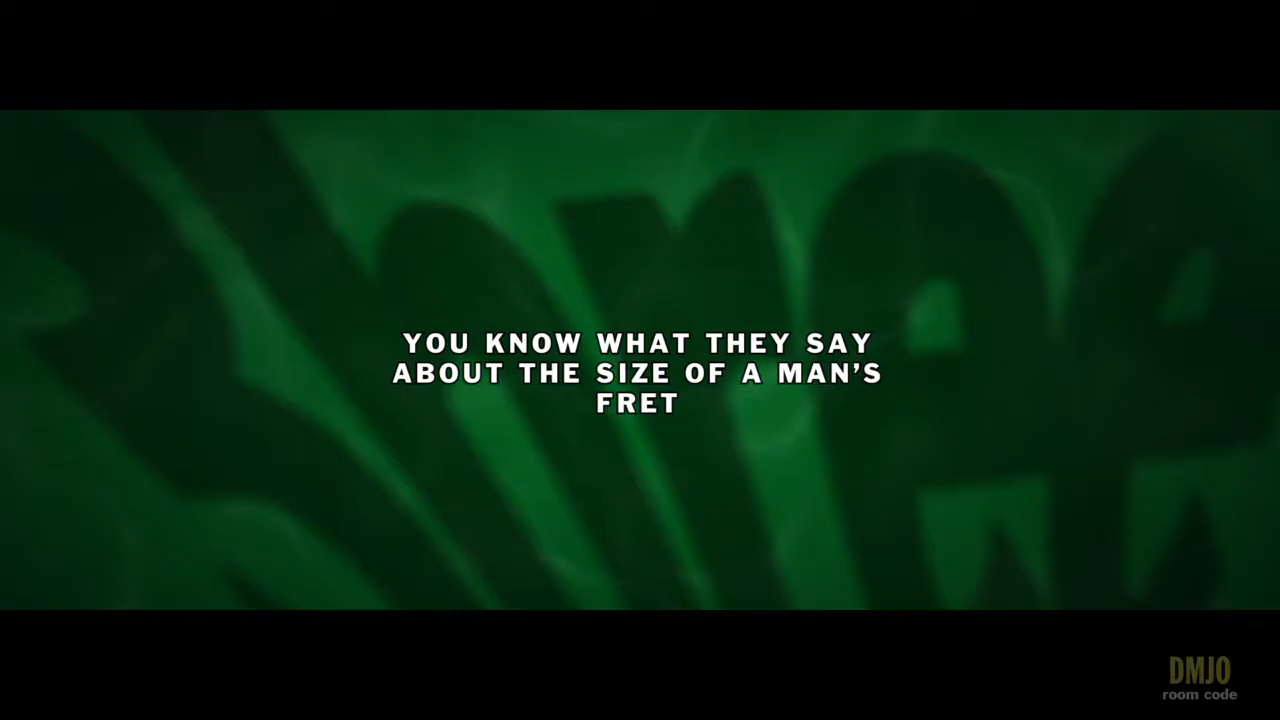 YOU KNOW WHAT THEY SAY
ABOUT THE SIZE OF A MAN’S
FRET
DMJO
room code